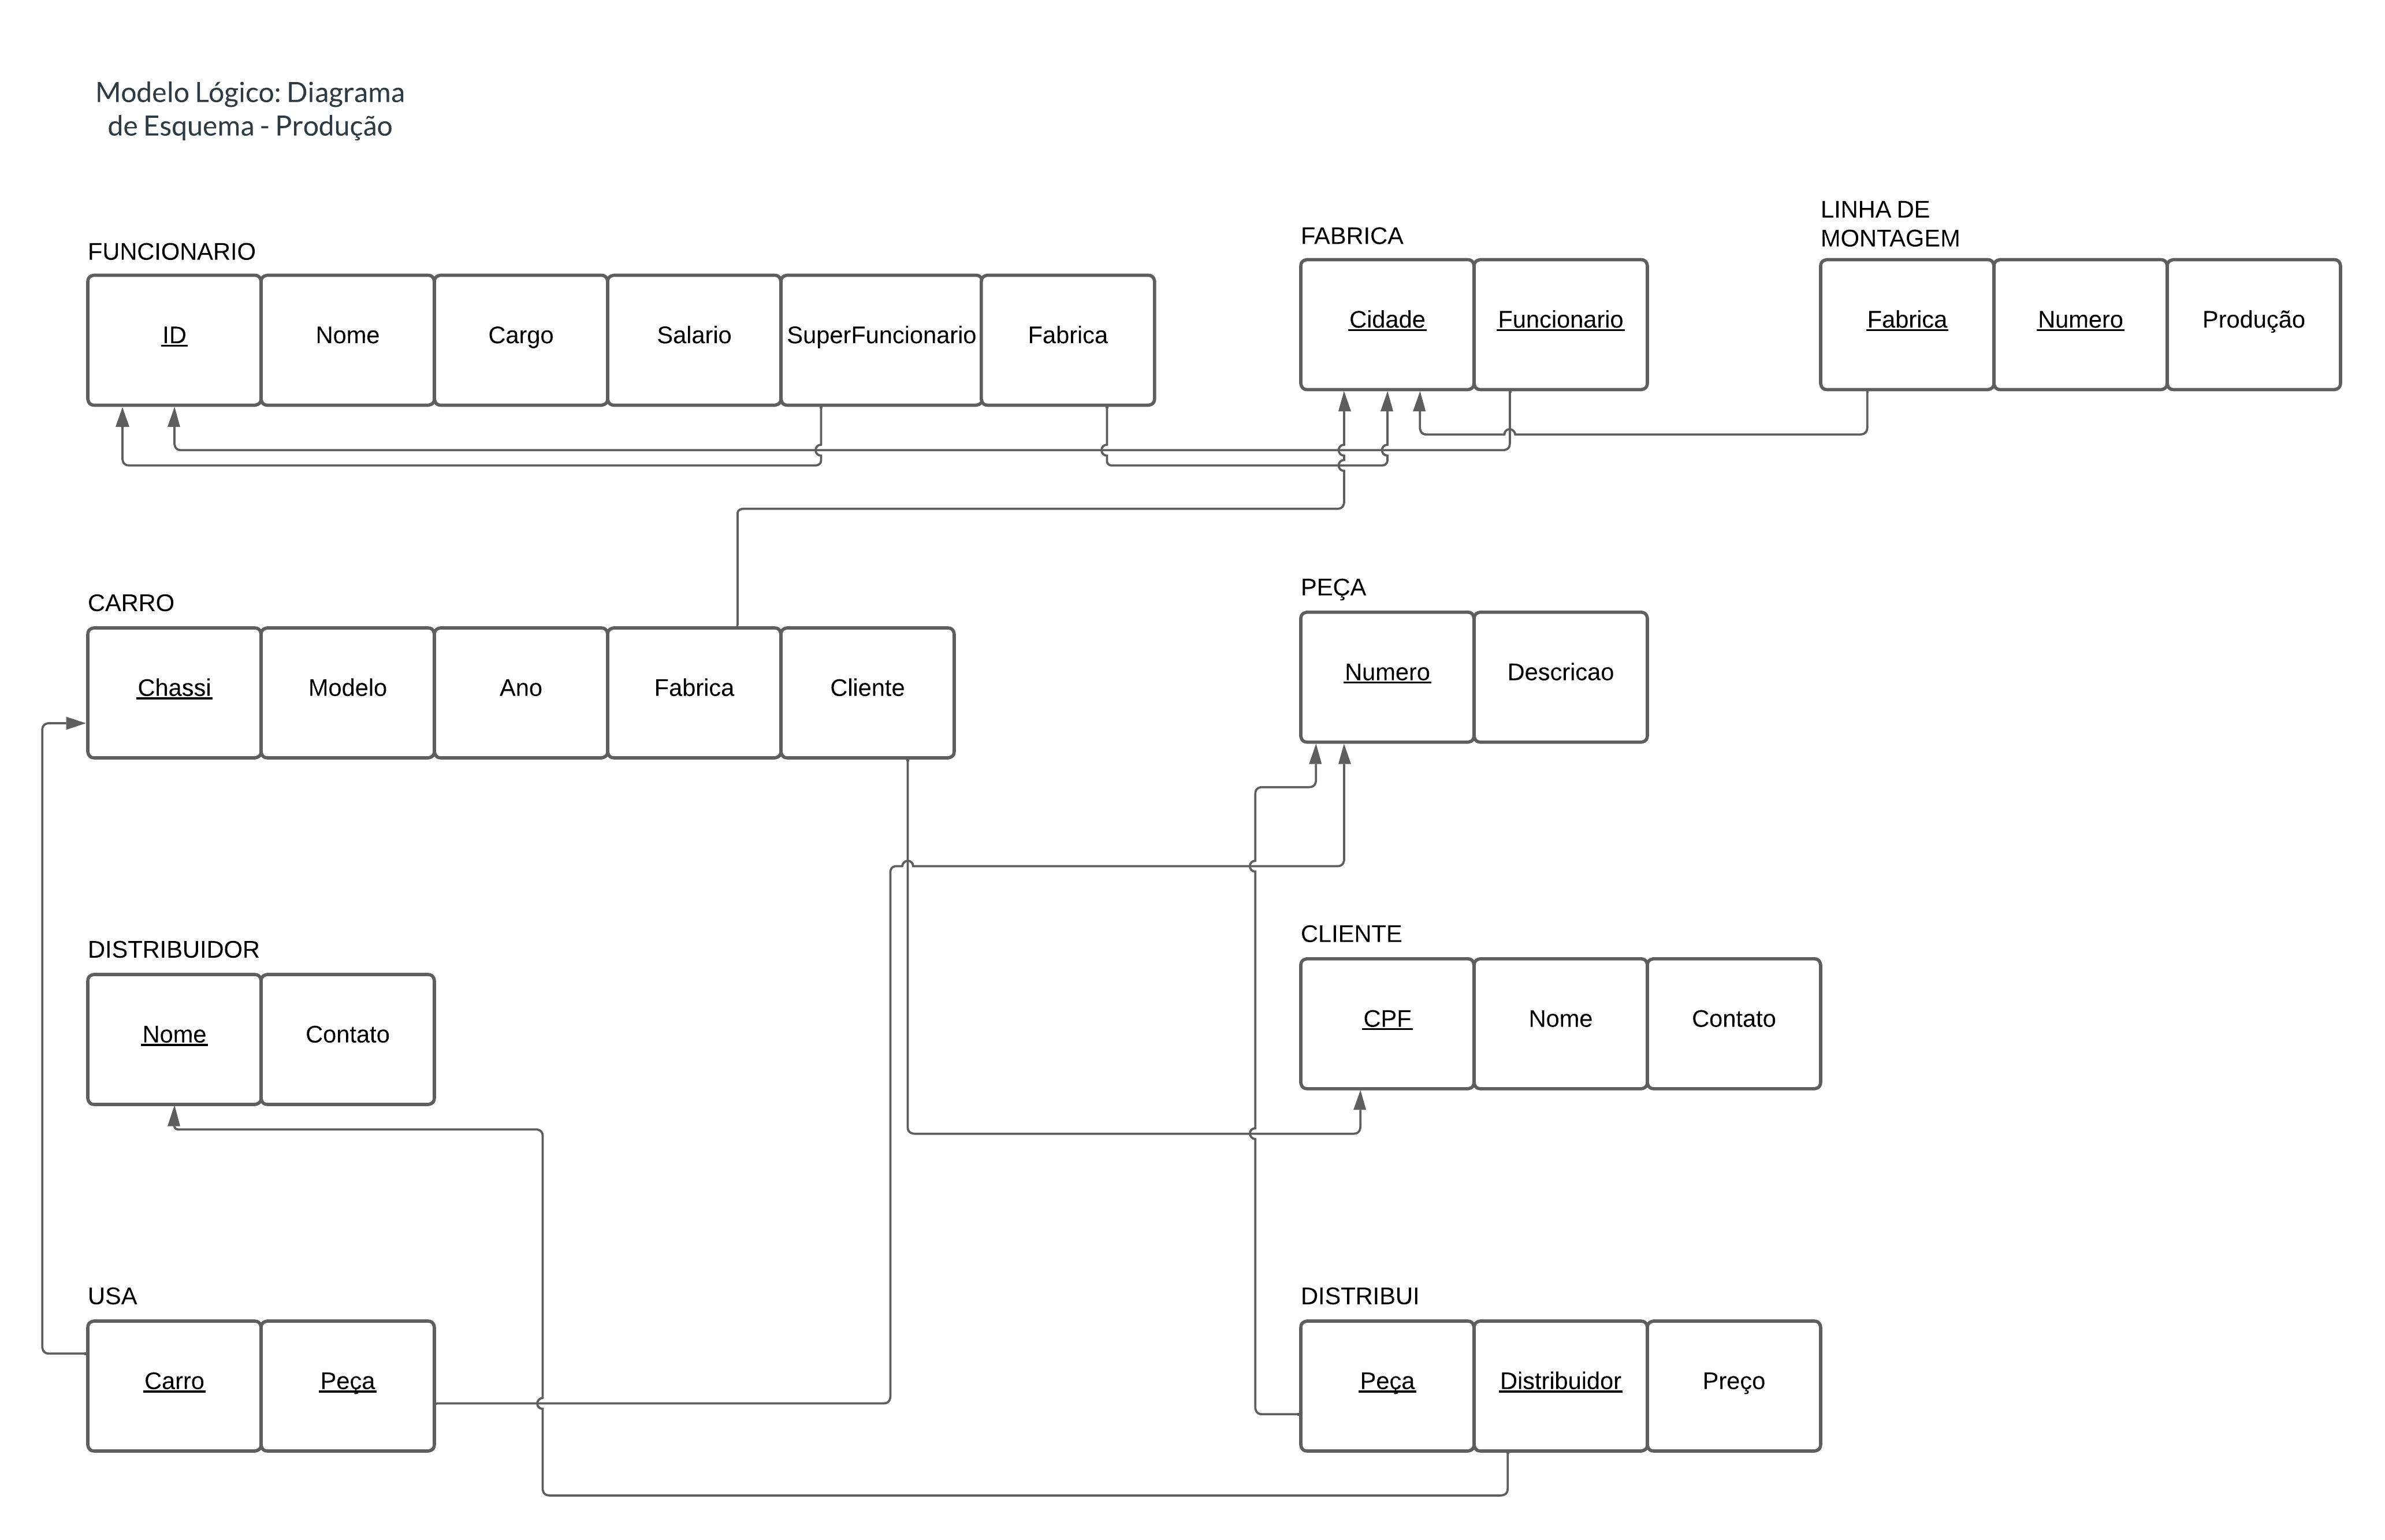 Modelo Lógico: Diagrama
de Esquema - Produção
FUNCIONARIO
ID
Nome
Cargo
Salario
SuperFuncionario
Fabrica
FABRICA
Cidade
Funcionario
LINHA DE
MONTAGEM
Fabrica
Numero
Produção
CARRO
Chassi
Modelo
Ano
Fabrica
Cliente
PEÇA
Numero
Descricao
DISTRIBUIDOR
Nome
Contato
CLIENTE
CPF
Nome
Contato
USA
Carro
Peça
DISTRIBUI
Peça
Distribuidor
Preço